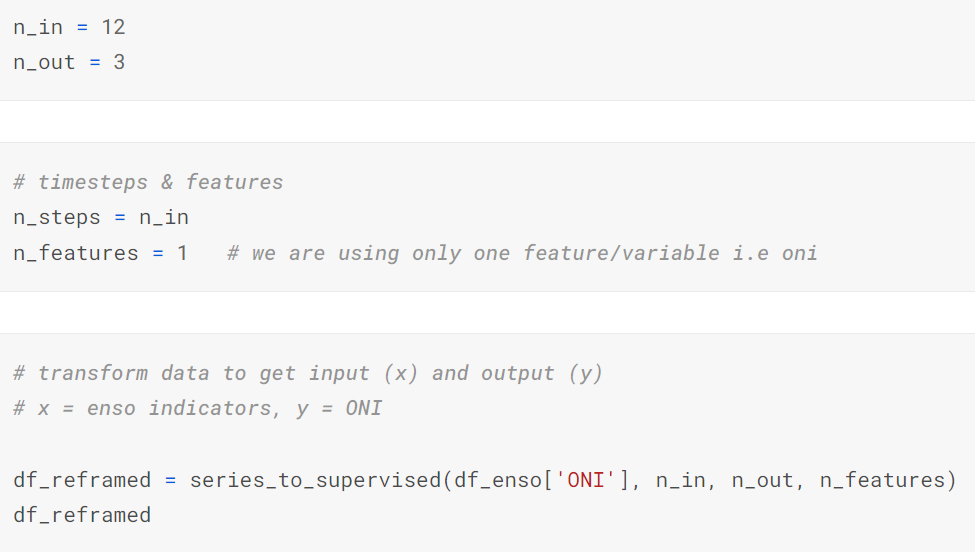 n_in = 12
n_out = 3
# timesteps & features
n_steps = n_in
n_features = 1   # we are using only one feature/variable i.e oni
# transform data to get input (x) and output (y)
# x = enso indicators, y = ONI
df_reframed = series_to_supervised(df_enso['ONI'], n_in, n_out, n_features)
df_reframed